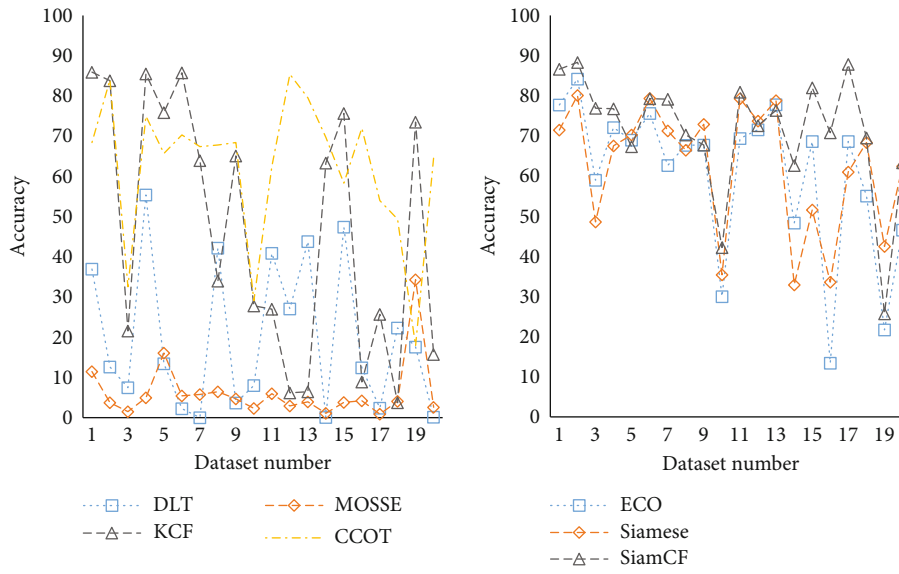 100
90
80
70
60
50
40
30
20
10
0
Accuracy
1 3 5 7 9 11 13 15 17 19
Dataset number
DLT
MOSSE
KCF
CCOT
100
90
80
70
60
50
40
30
20
10
0
Accuracy
1 3 5 7 9 11 13 15 17 19
Dataset number
ECO
Siamese
SiamCF